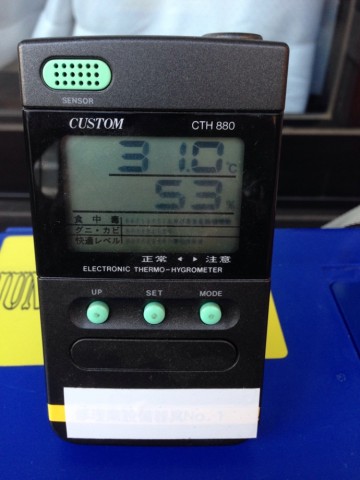 SENSOR
CUSTOM CTH 880
31.0°C
53%
食中毒
ダニ・カビ
快適レベル
正常 ◂ ▸ 注意
ELECTRONIC THERMO-HYGROMETER
UP SET MODE
UN